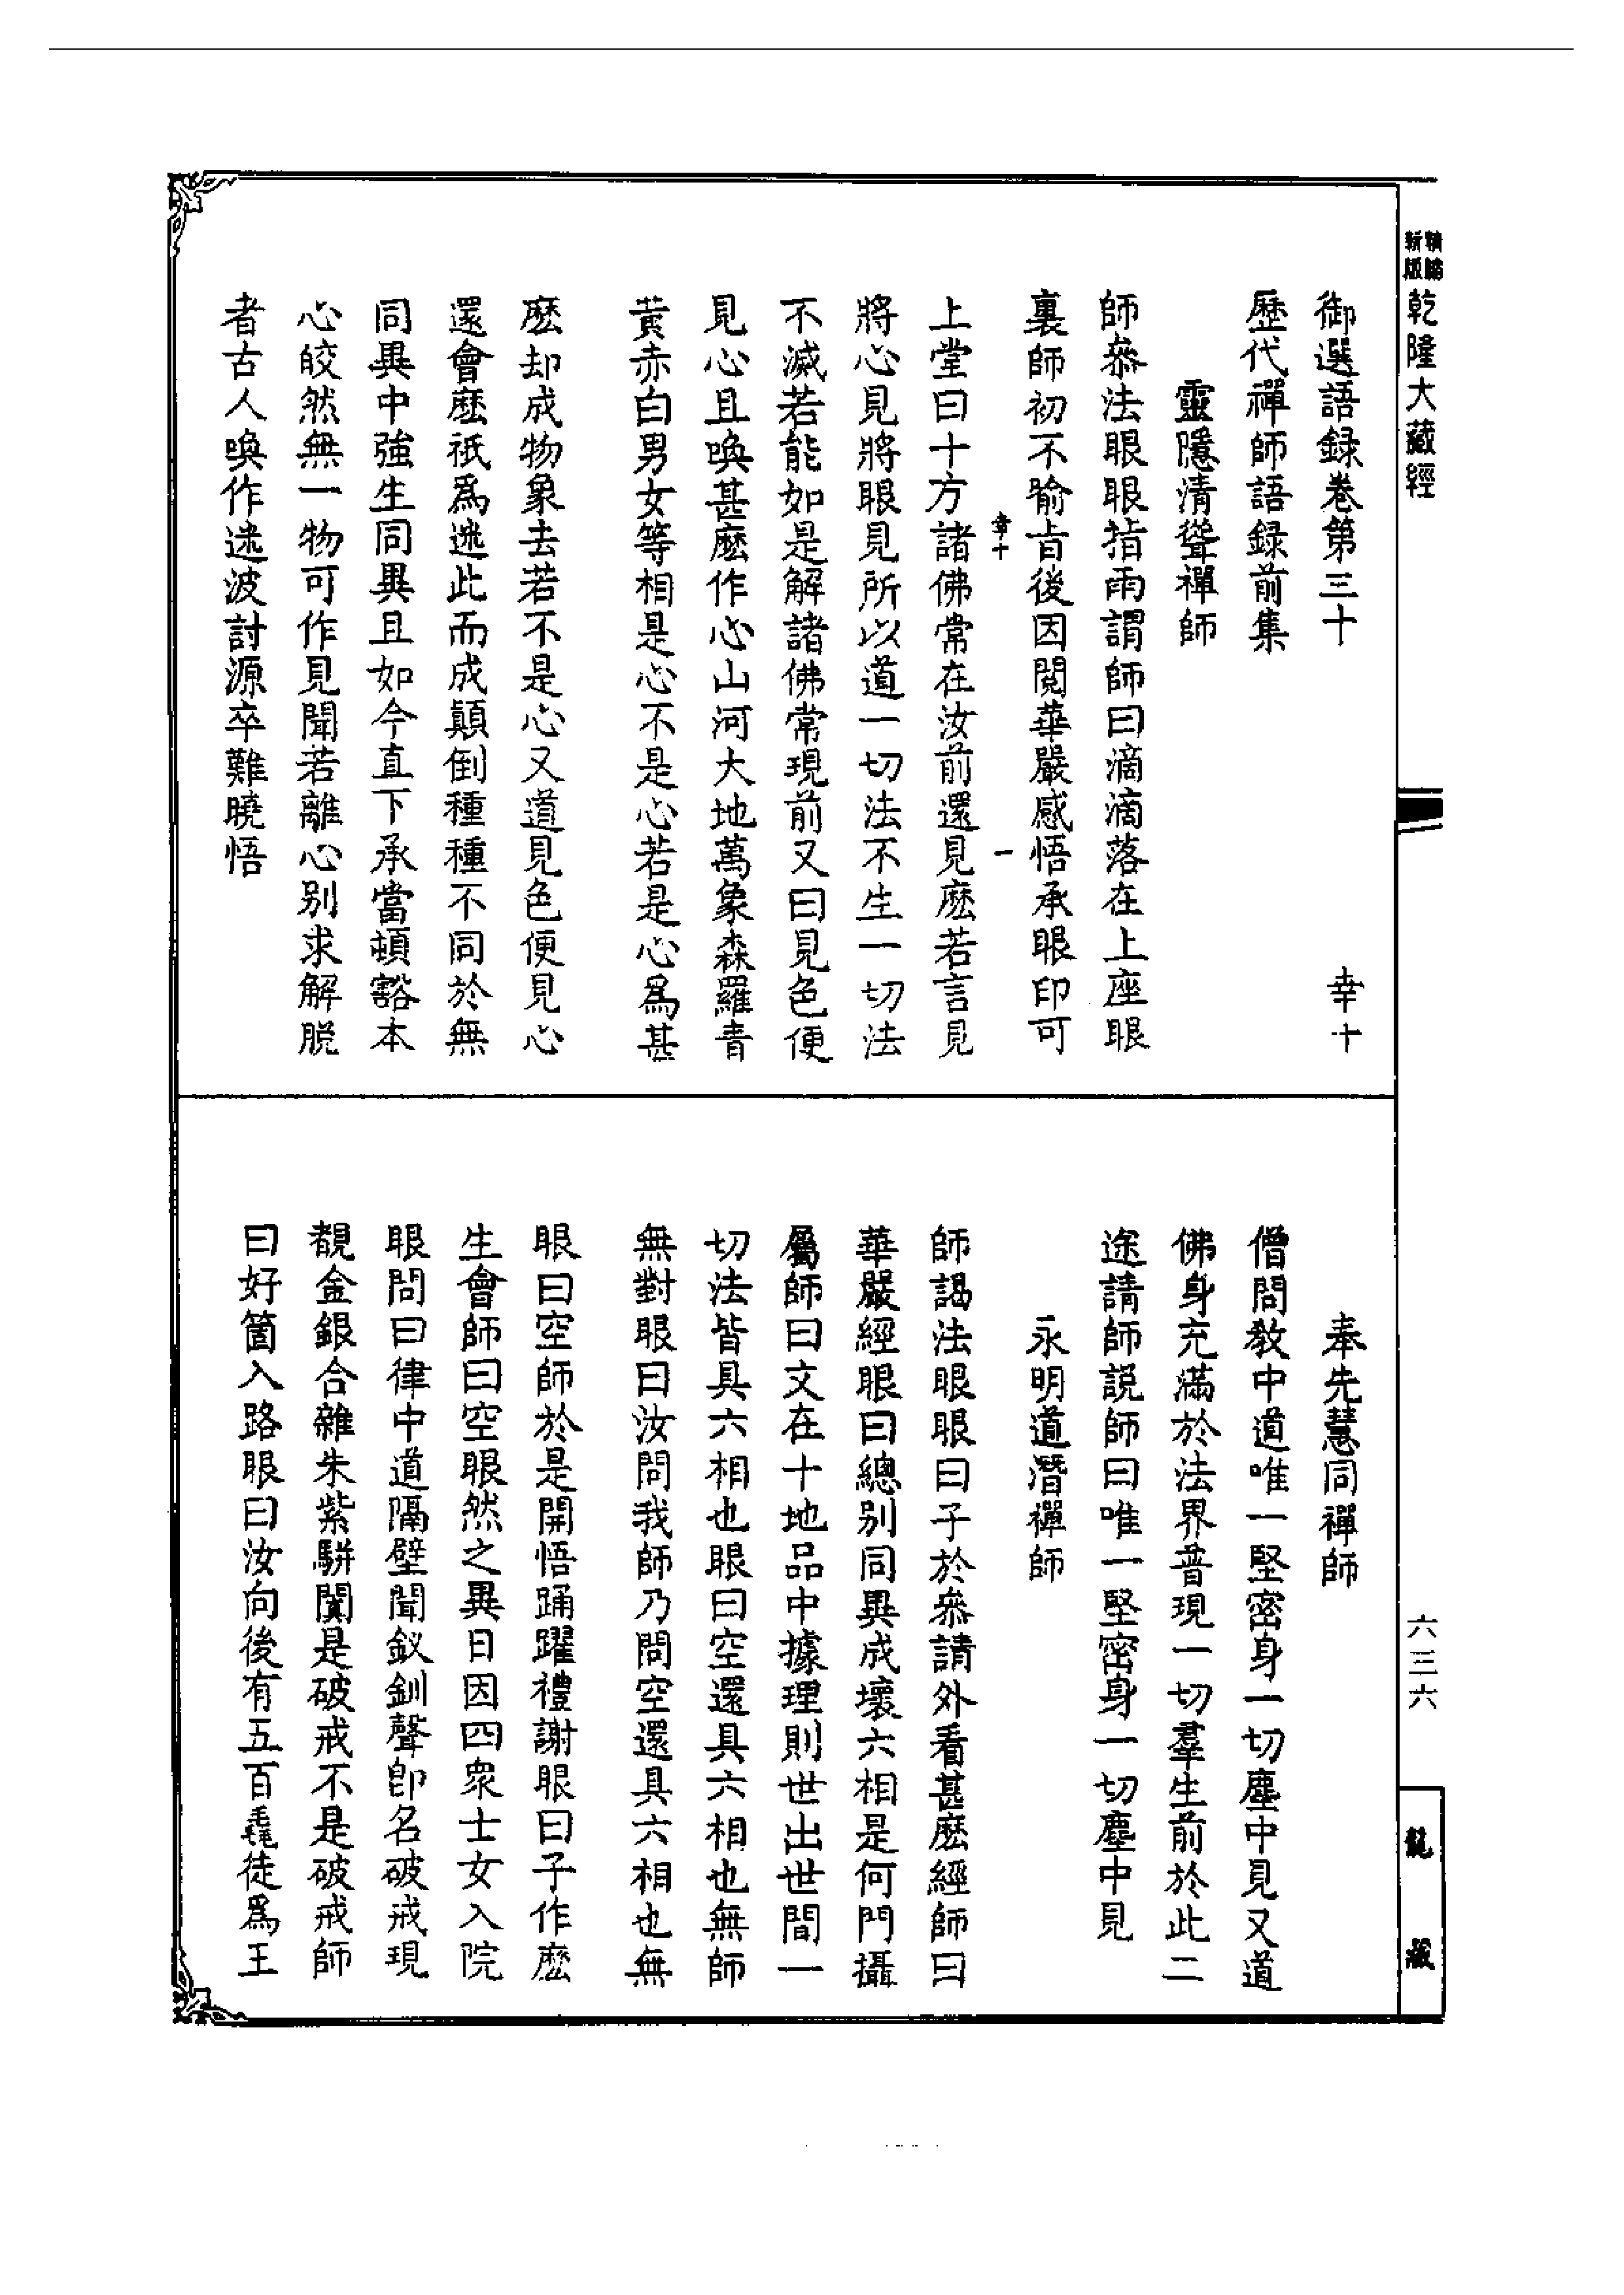 精縮新版
乾隆大藏經
六三六
龍藏
御選語録卷第三十
幸十
歷代禪師語録前集
靈隱清聳禪師
師叅法眼眼指雨謂師曰滴滴落在上座眼
裏師初不喻旨後因閱華嚴感悟承眼印可
幸十
一
上堂曰十方諸佛常在汝前還見麽若言見
將心見將眼見所以道一切法不生一切法
不滅若能如是解諸佛常現前又曰見色便
見心且喚甚麽作心山河大地萬象森羅青
黃赤白男女等相是心不是心若是心爲甚
麽却成物象去若不是心又道見色便見心
還會麽祇爲迷此而成顛倒種種不同於無
同異中強生同異且如今直下承當頓豁本
心皎然無一物可作見聞若離心别求解脱
者古人喚作迷波討源卒難曉悟
奉先慧同禪師
僧問教中道唯一堅密身一切塵中見又道
佛身充滿於法界普現一切羣生前於此二
途請師説師曰唯一堅密身一切塵中見
永明道潛禪師
師謁法眼眼曰子於叅請外看甚麽經師曰
華嚴經眼曰總别同異成壞六相是何門攝
屬師曰文在十地品中據理則世出世間一
切法皆具六相也眼曰空還具六相也無師
無對眼曰汝問我師乃問空還具六相也無
眼曰空師於是開悟踊躍禮謝眼曰子作麽
生會師曰空眼然之異日因四衆士女入院
眼問曰律中道隔壁聞釵釧聲卽名破戒現
覩金銀合雜朱紫駢闐是破戒不是破戒師
曰好箇入路眼曰汝向後有五百毳徒爲王